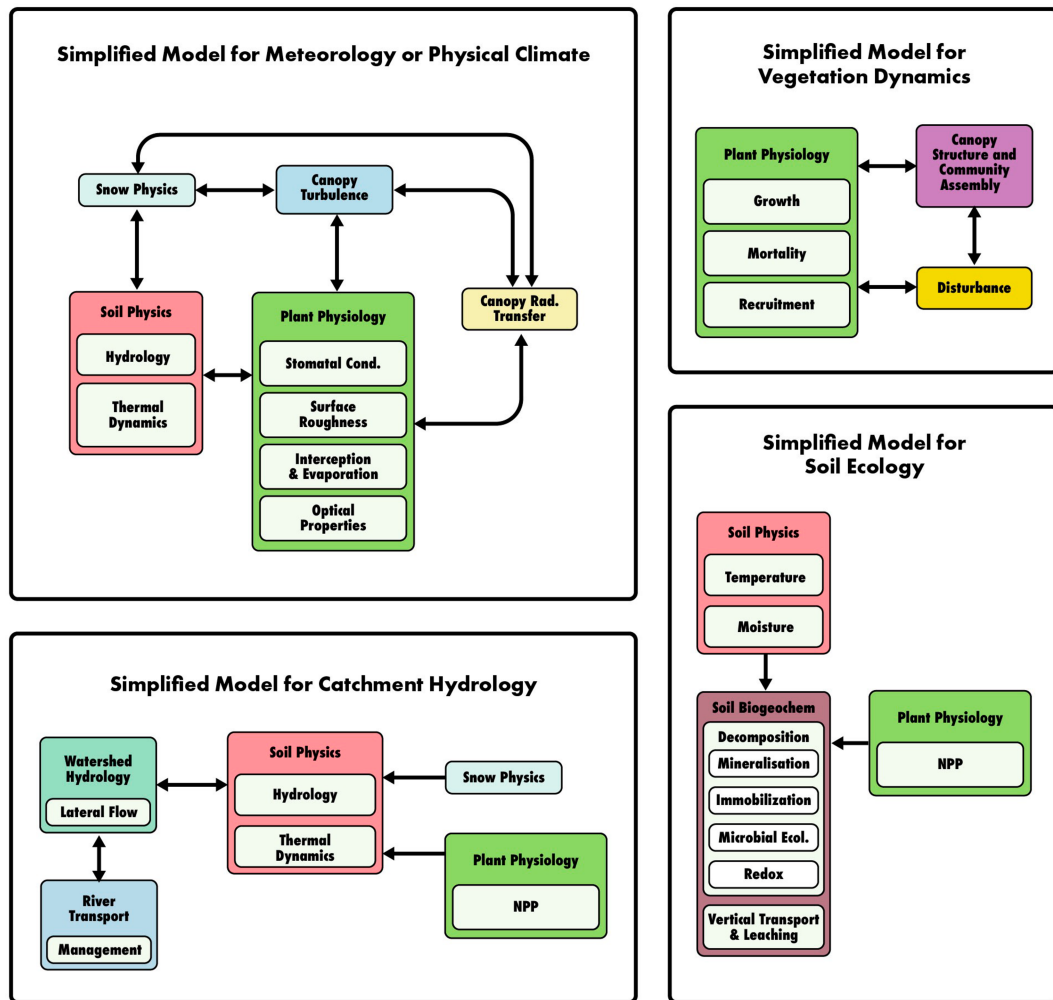 Simplified Model for Meteorology or Physical Climate
Snow Physics
Canopy
Turbulence
Canopy Rad.
Transfer
Soil Physics
Hydrology
Thermal
Dynamics
Plant Physiology
Stomatal Cond.
Surface
Roughness
Interception
& Evaporation
Optical
Properties
Simplified Model for
Vegetation Dynamics
Plant Physiology
Growth
Mortality
Recruitment
Canopy
Structure and
Community
Assembly
Disturbance
Simplified Model for Catchment Hydrology
Watershed
Hydrology
Lateral Flow
River
Transport
Management
Soil Physics
Hydrology
Thermal
Dynamics
Snow Physics
Plant Physiology
NPP
Simplified Model for
Soil Ecology
Soil Physics
Temperature
Moisture
Soil Biogeochem
Decomposition
Mineralisation
Immobilization
Microbial Ecol.
Redox
Vertical Transport
& Leaching
Plant Physiology
NPP